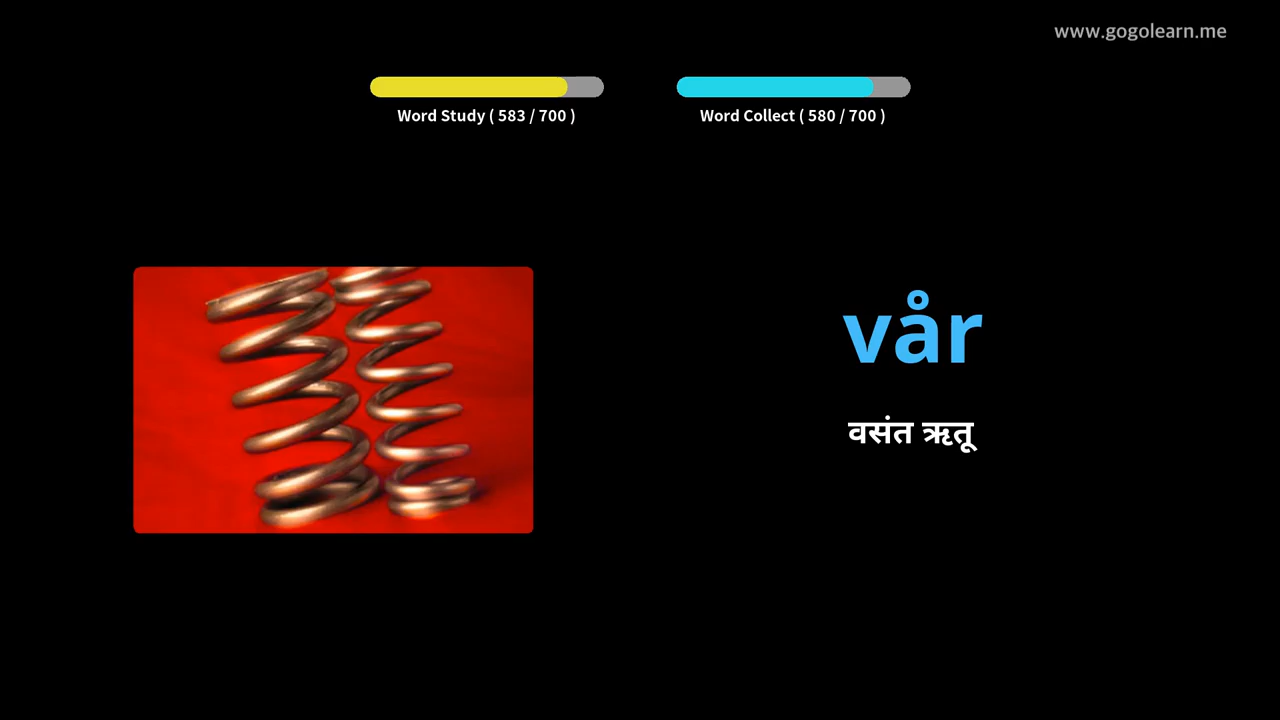 www.gogolearn.me
Word Study ( 583 / 700 )
Word Collect ( 580 / 700 )
vår
वसंत ऋतू